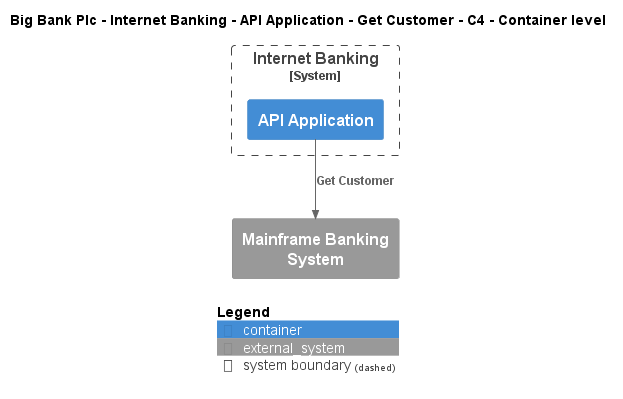 Big Bank Plc - Internet Banking - API Application - Get Customer - C4 - Container level
Internet Banking
[System]
API Application
Get Customer
Mainframe Banking
System
Legend
container
external_system
system boundary (dashed)